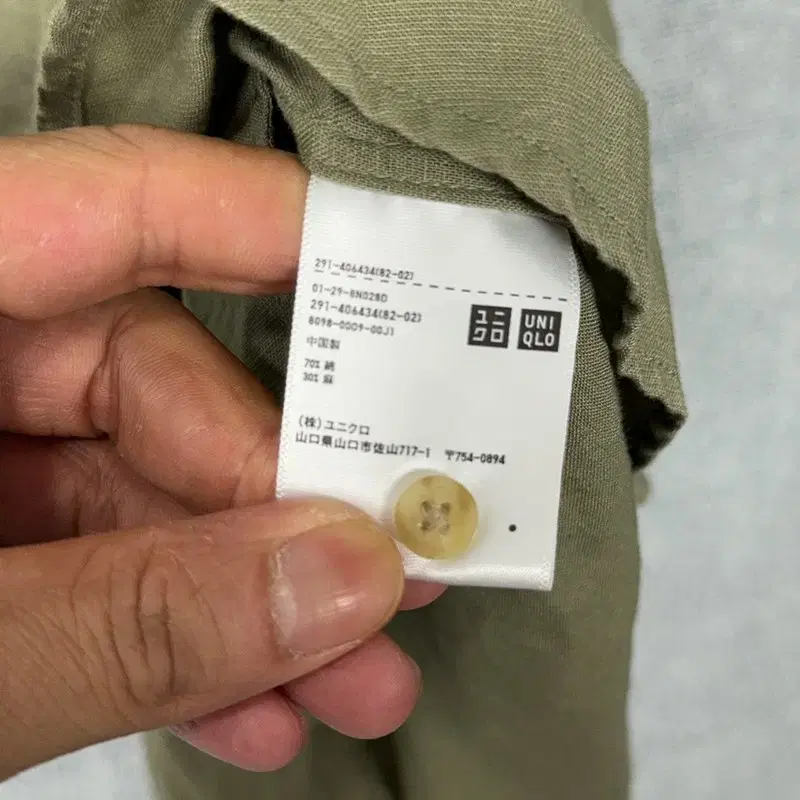 291-406434(82-02)
01-29-8N028D
291-406434(82-02)
8098-0009-00J1
中国製
70% 綿
30% 麻
ユニ
クロ
UNI
QLO
(株)ユニクロ
山口県山口市佐山717-1 〒754-0894